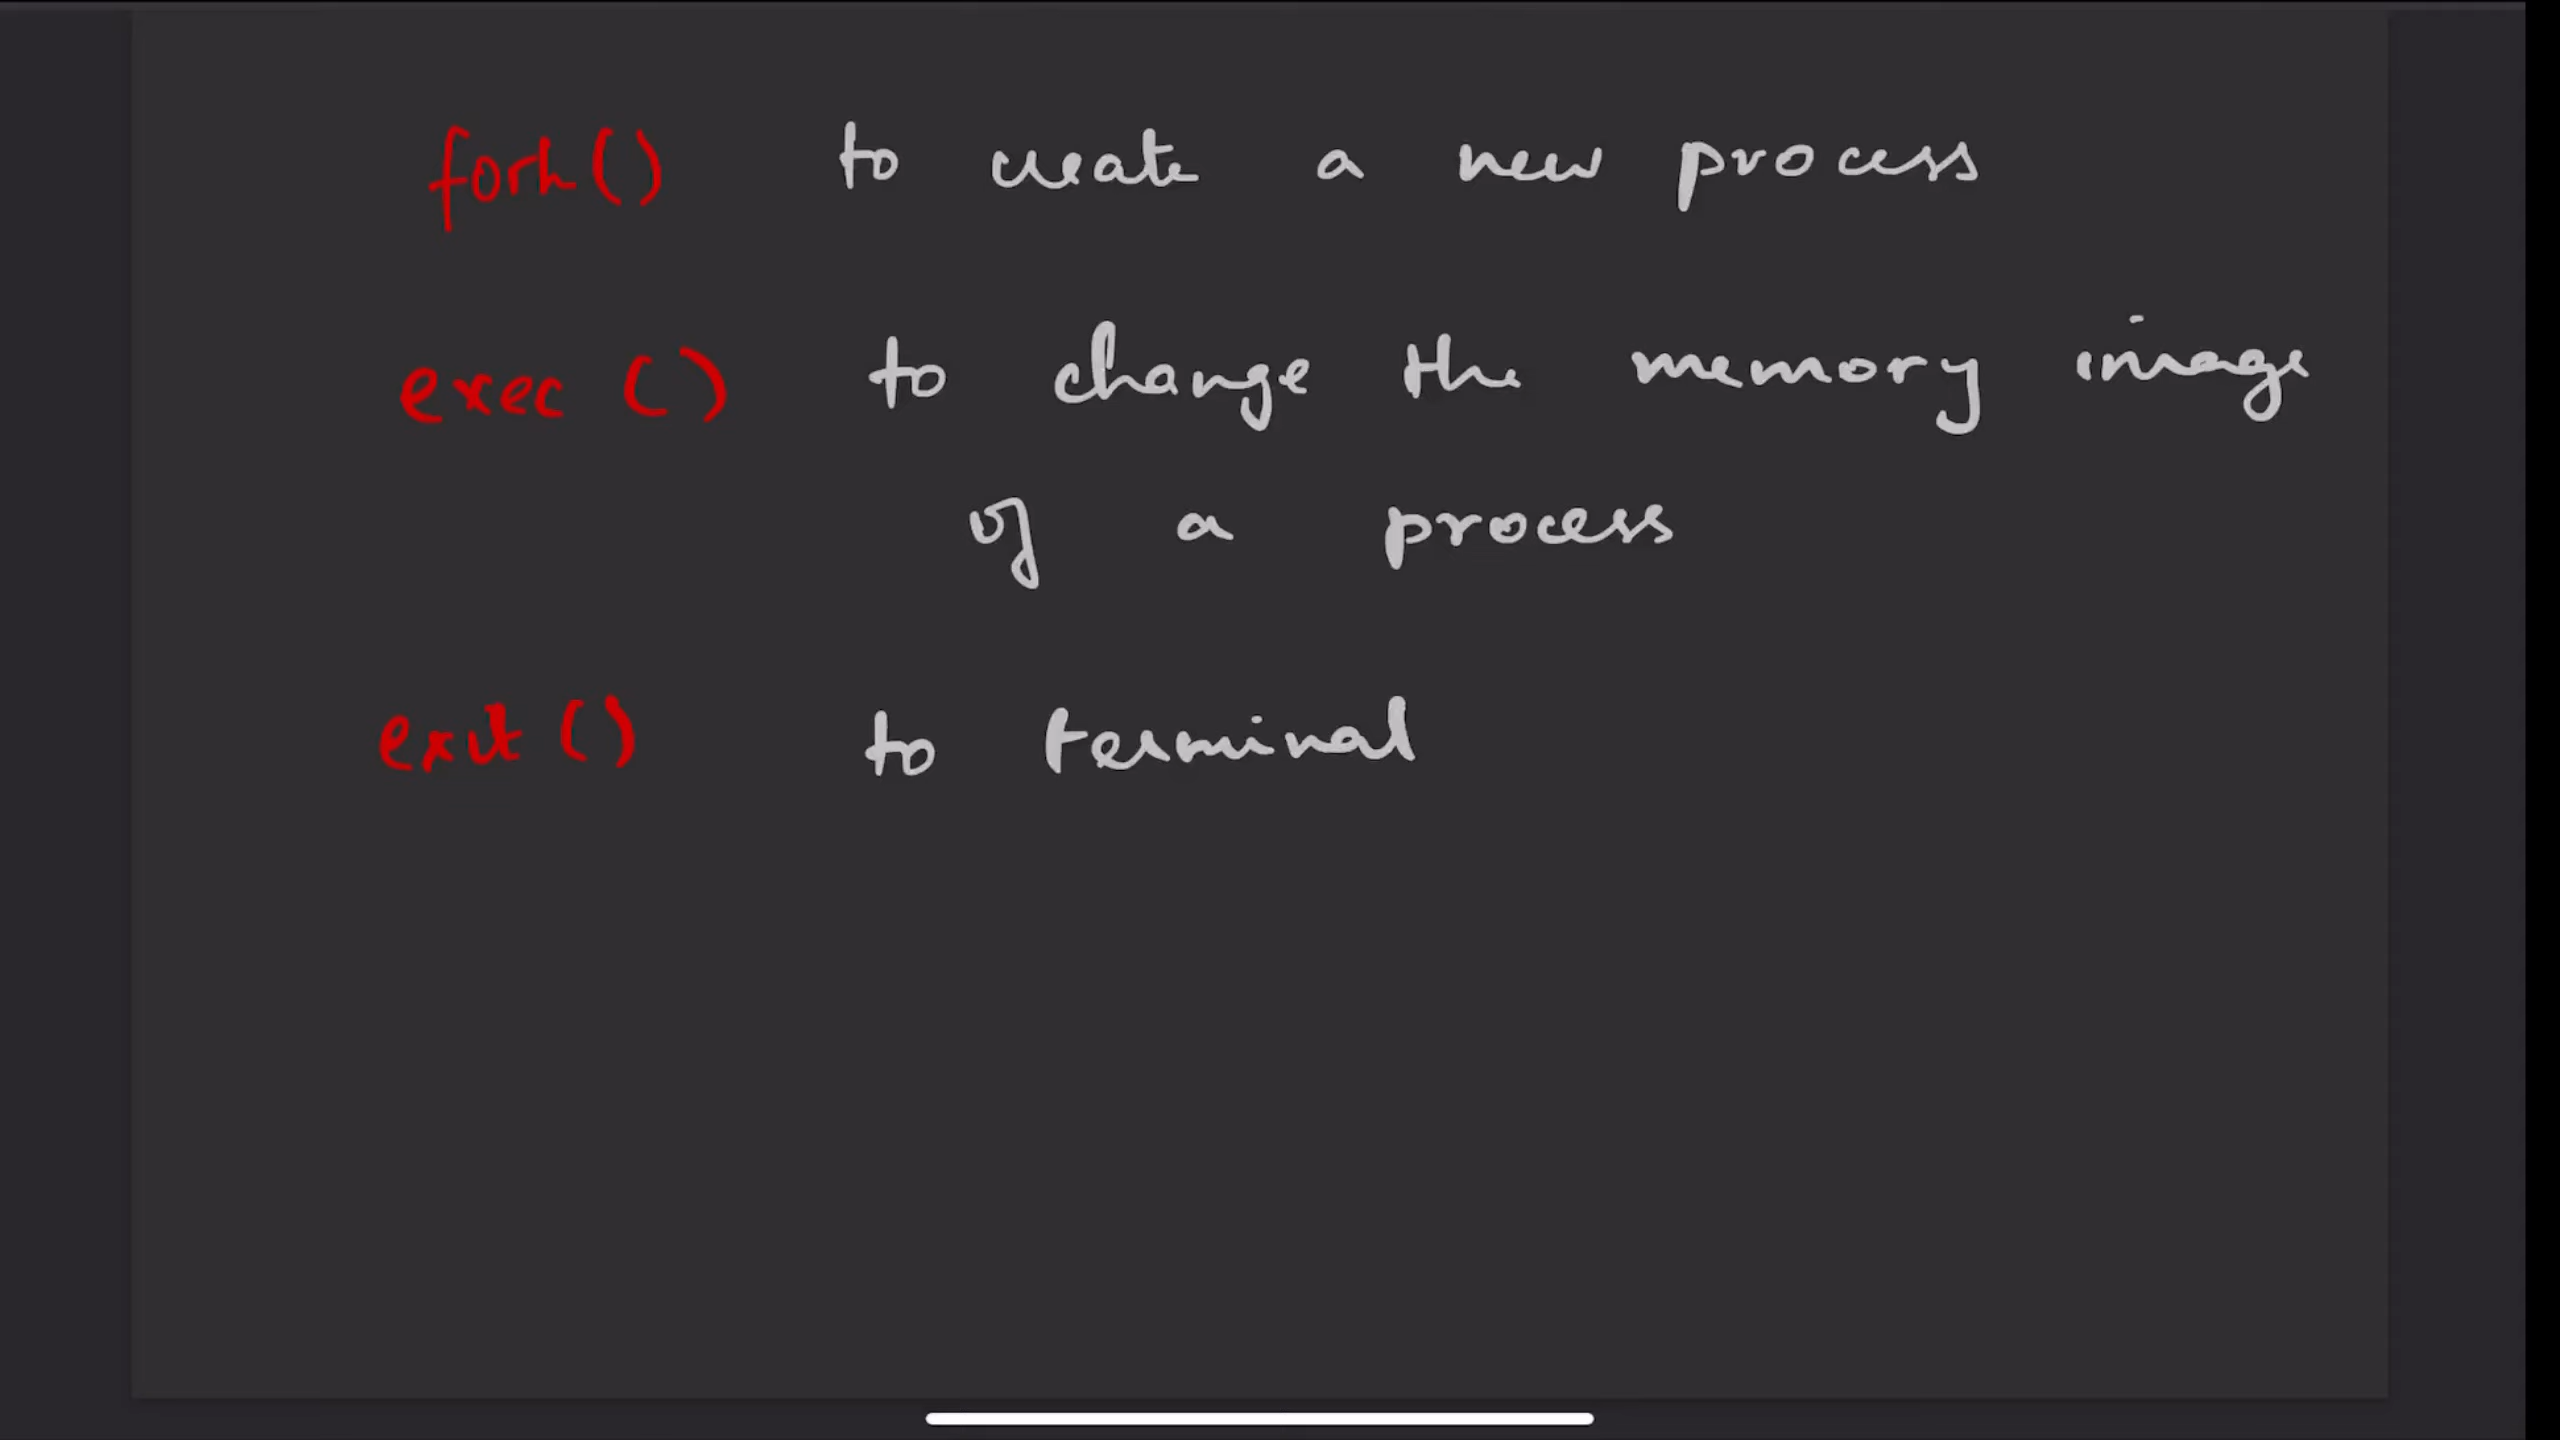 fork() to create a new process
exec () to change the memory image
of a process
exit () to terminal